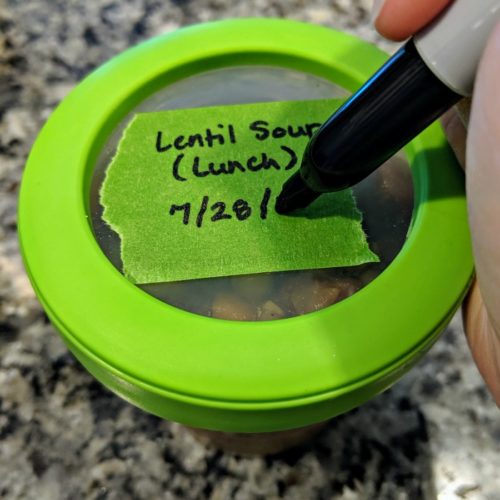 Lentil Soup
(Lunch)
7/28/